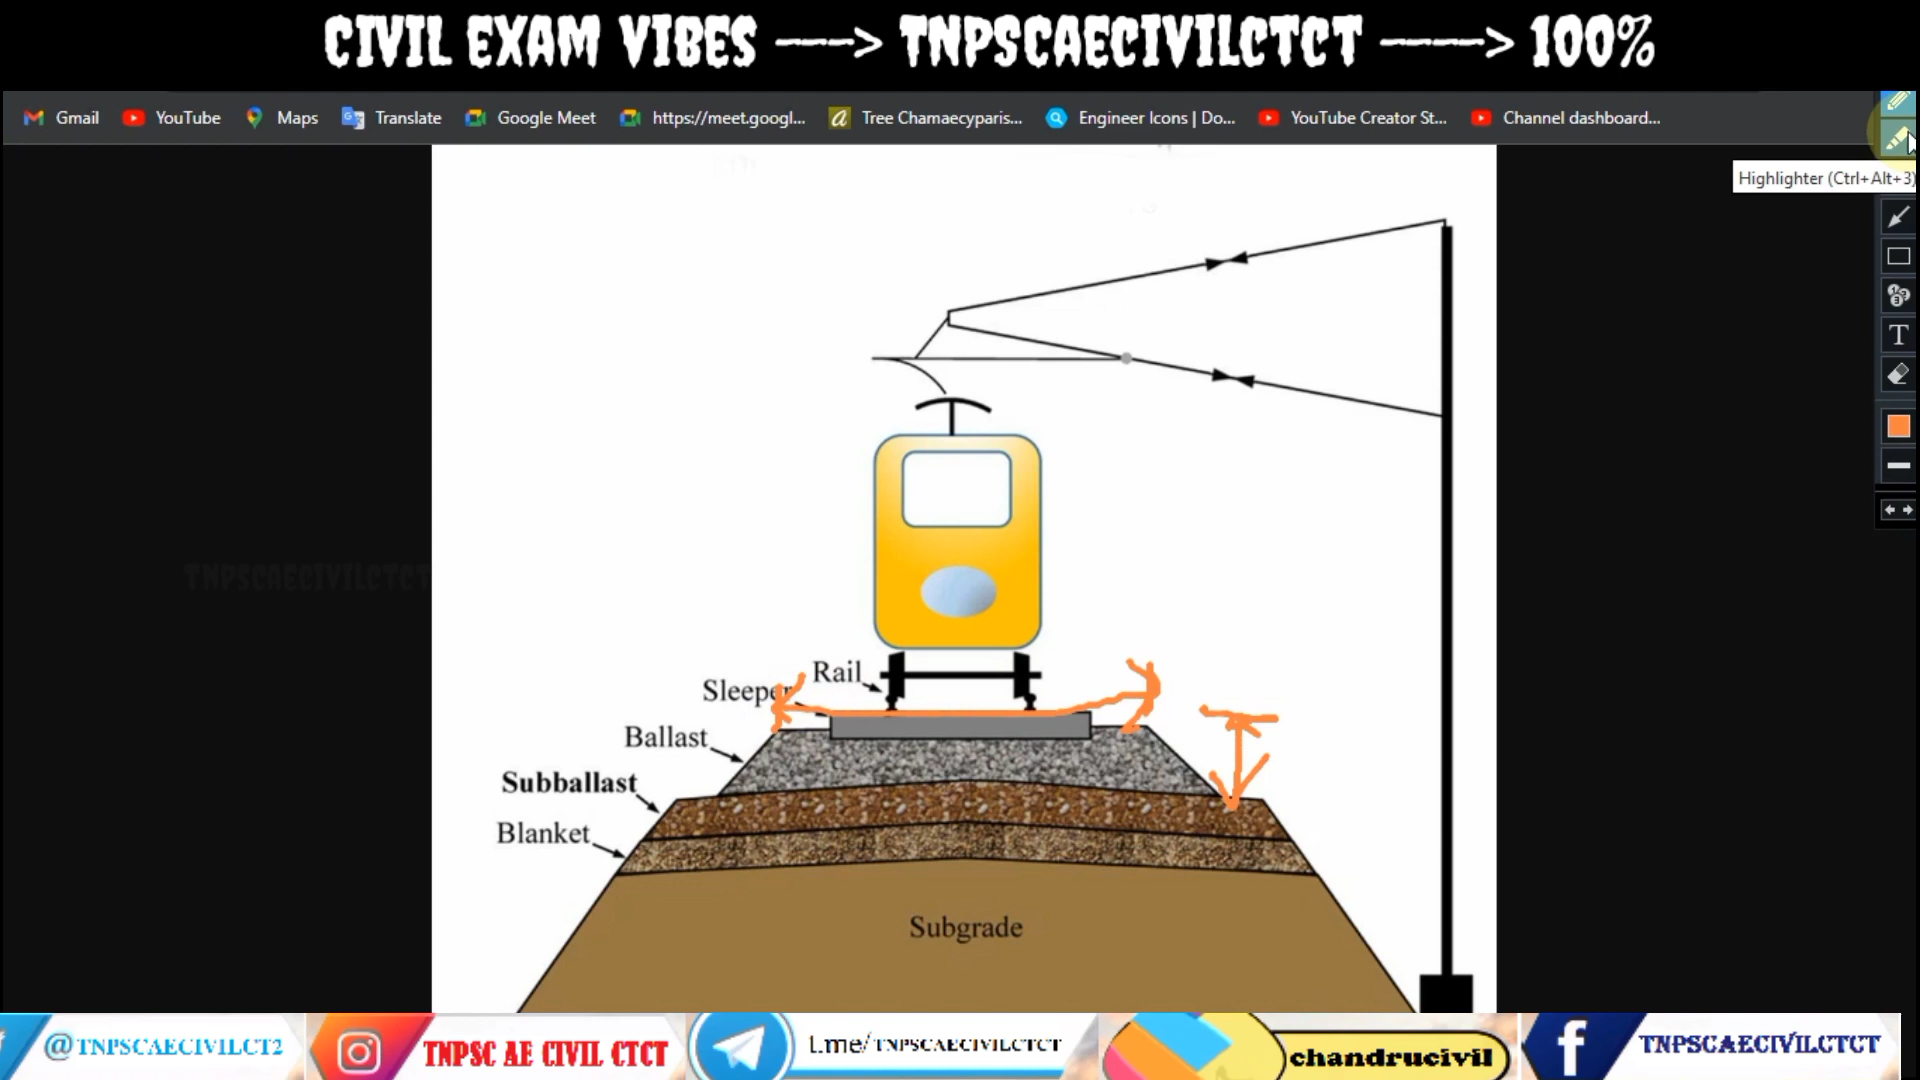 CIVIL EXAM VIBES ---> TNPSCAECIVILCTCT ----> 100%
Gmail YouTube Maps Translate Google Meet https://meet.googl... Tree Chamaecyparis... Engineer Icons | Do... YouTube Creator St... Channel dashboard...
Highlighter (Ctrl+Alt+3)
T
TNPSCAECIVILCTCT
Rail
Sleeper
Ballast
Subballast
Blanket
Subgrade
@TNPSCAECIVILCT2 TNPSC AE CIVIL CTCT t.me/TNPSCAECIVILCTCT chandrucivil TNPSCAECIVILCTCT